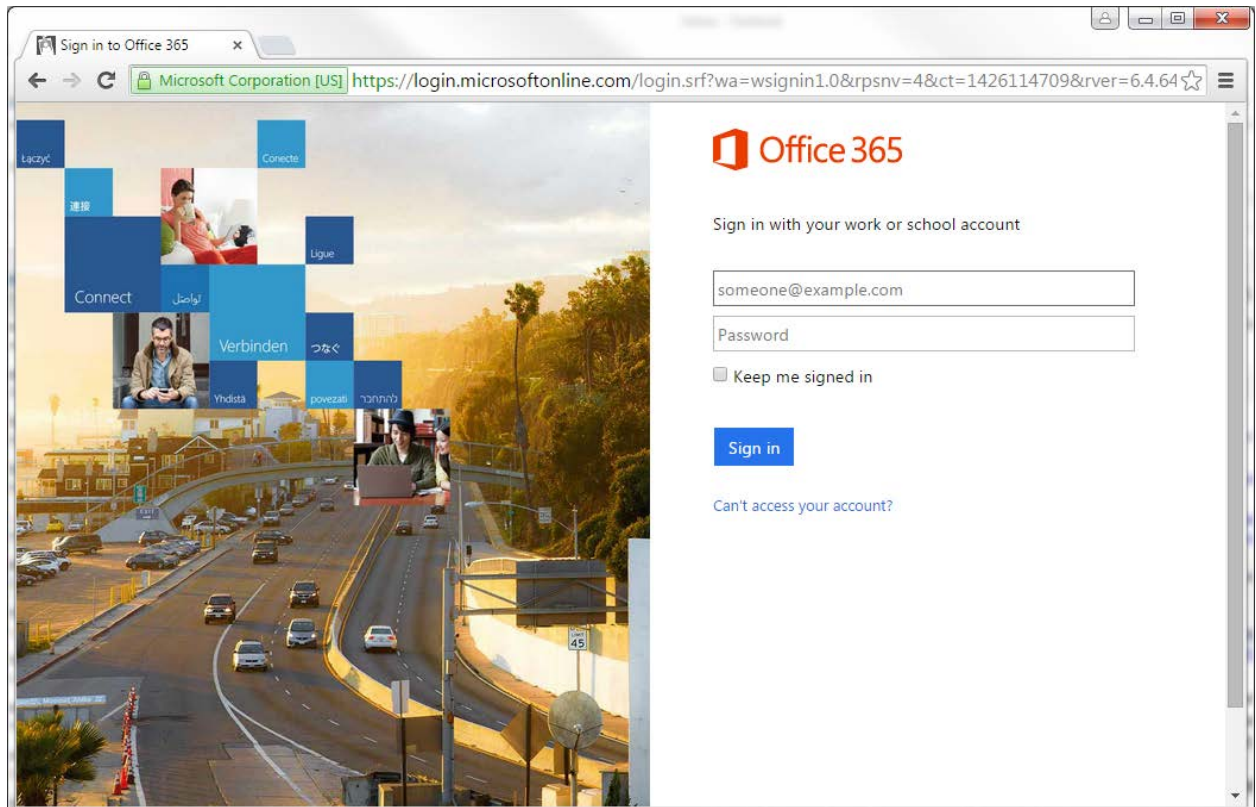 Sign in to Office 365
Microsoft Corporation [US] https://login.microsoftonline.com/login.srf?wa=wsignin1.0&rpsnv=4&ct=1426114709&rver=6.4.64
Łączyć
Conecte
連接
Ligue
Connect
تواصل
Verbinden
つなぐ
Yhdistä
povezati
להתחבר
EXIT
LIMIT
45
Office 365
Sign in with your work or school account
someone@example.com
Password
Keep me signed in
Sign in
Can't access your account?